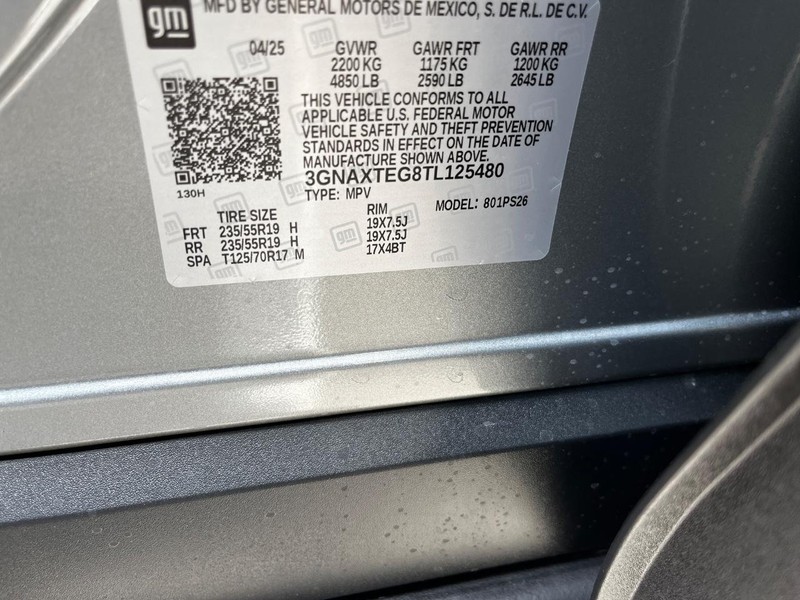 gm
MFD BY GENERAL MOTORS DE MEXICO, S. DE R.L. DE C.V.
04/25 GVWR GAWR FRT GAWR RR
2200 KG 1175 KG 1200 KG
4850 LB 2590 LB 2645 LB
THIS VEHICLE CONFORMS TO ALL
APPLICABLE U.S. FEDERAL MOTOR
VEHICLE SAFETY AND THEFT PREVENTION
STANDARDS IN EFFECT ON THE DATE OF
MANUFACTURE SHOWN ABOVE.
3GNAXTEG8TL125480
130H TYPE: MPV
MODEL: 801PS26
TIRE SIZE RIM
FRT 235/55R19 H 19X7.5J
RR 235/55R19 H 19X7.5J
SPA T125/70R17 M 17X4BT